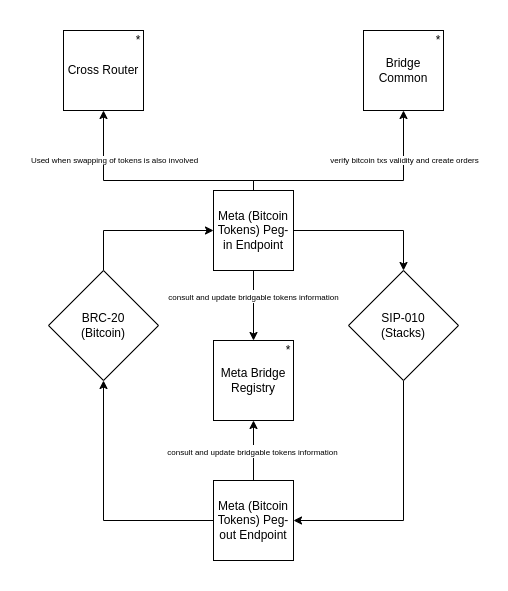 *
Cross Router
*
Bridge
Common
Used when swapping of tokens is also involved
verify bitcoin txs validity and create orders
Meta (Bitcoin
Tokens) Peg-
in Endpoint
consult and update bridgable tokens information
BRC-20
(Bitcoin)
SIP-010
(Stacks)
*
Meta Bridge
Registry
consult and update bridgable tokens information
Meta (Bitcoin
Tokens) Peg-
out Endpoint